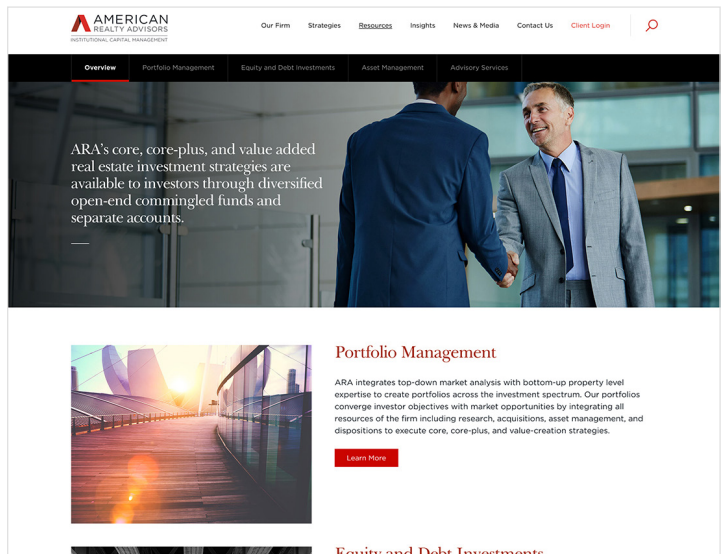 AMERICAN
REALTY ADVISORS
INSTITUTIONAL CAPITAL MANAGEMENT
Our Firm Strategies Resources Insights News & Media Contact Us Client Login
Overview Portfolio Management Equity and Debt Investments Asset Management Advisory Services
ARA's core, core-plus, and value added
real estate investment strategies are
available to investors through diversified
open-end commingled funds and
separate accounts.
Portfolio Management
ARA integrates top-down market analysis with bottom-up property level
expertise to create portfolios across the investment spectrum. Our portfolios
converge investor objectives with market opportunities by integrating all
resources of the firm including research, acquisitions, asset management, and
dispositions to execute core, core-plus, and value-creation strategies.
Learn More
Equity and Debt Investments